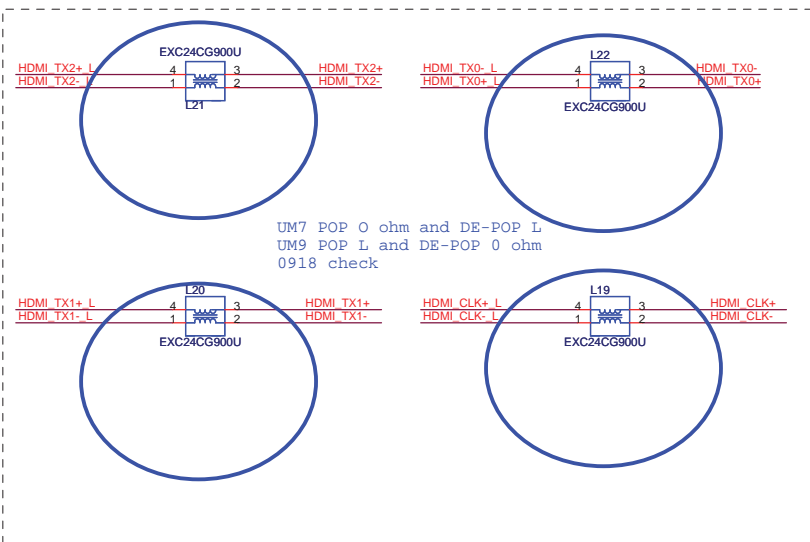 EXC24CG900U
HDMI_TX2+_L 4 3 HDMI_TX2+
HDMI_TX2-_L 1 2 HDMI_TX2-
L21
L22
HDMI_TX0-_L 4 3 HDMI_TX0-
HDMI_TX0+_L 1 2 HDMI_TX0+
EXC24CG900U
UM7 POP O ohm and DE-POP L
UM9 POP L and DE-POP 0 ohm
0918 check
L20
HDMI_TX1+_L 4 3 HDMI_TX1+
HDMI_TX1-_L 1 2 HDMI_TX1-
EXC24CG900U
L19
HDMI_CLK+_L 4 3 HDMI_CLK+
HDMI_CLK-_L 1 2 HDMI_CLK-
EXC24CG900U